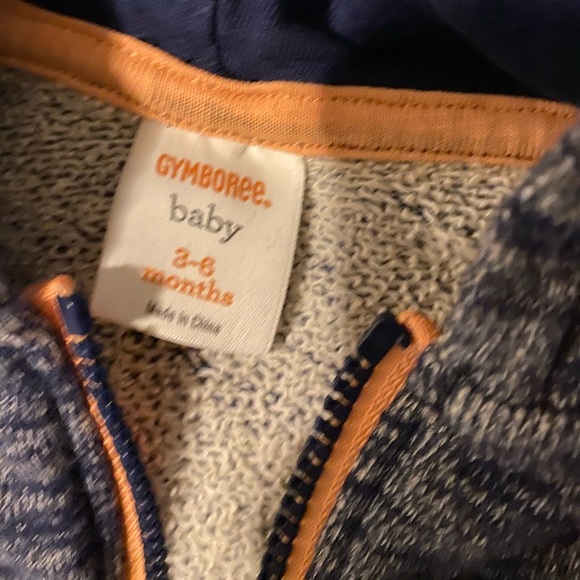 GYMBOREE.
baby
3-6
months
Made in China